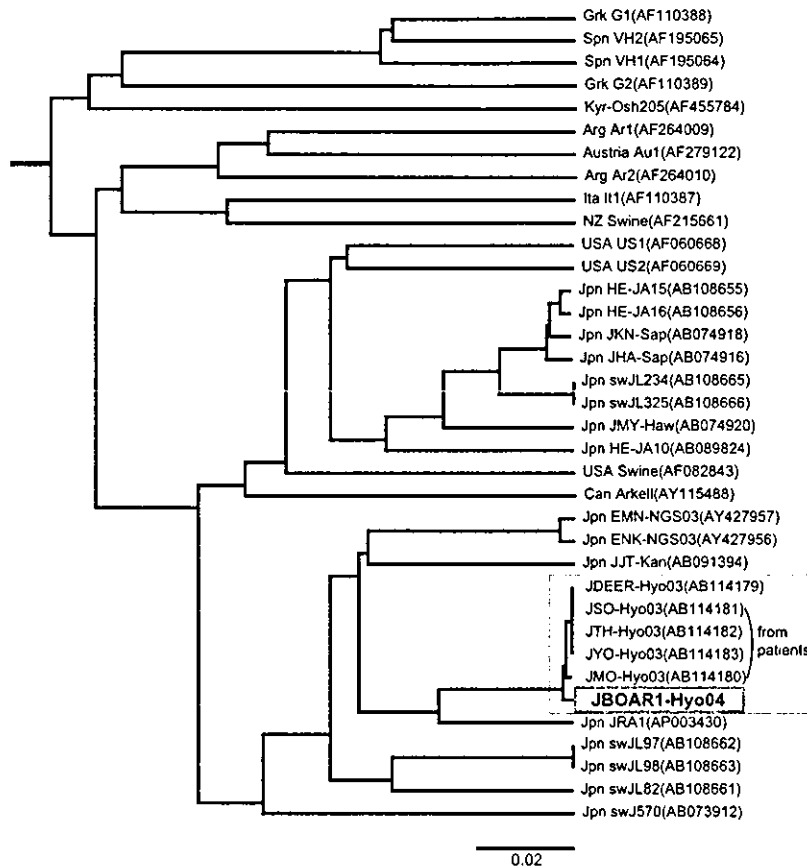 Grk G1(AF110388)
Spn VH2(AF195065)
Spn VH1(AF195064)
Grk G2(AF110389)
Kyr-Osh205(AF455784)
Arg Ar1(AF264009)
Austria Au1(AF279122)
Arg Ar2(AF264010)
Ita It1(AF110387)
NZ Swine(AF215661)
USA US1(AF060668)
USA US2(AF060669)
Jpn HE-JA15(AB108655)
Jpn HE-JA16(AB108656)
Jpn JKN-Sap(AB074918)
Jpn JHA-Sap(AB074916)
Jpn swJL234(AB108665)
Jpn swJL325(AB108666)
Jpn JMY-Haw(AB074920)
Jpn HE-JA10(AB089824)
USA Swine(AF082843)
Can Arkell(AY115488)
Jpn EMN-NGS03(AY427957)
Jpn ENK-NGS03(AY427956)
Jpn JJT-Kan(AB091394)
JDEER-Hyo03(AB114179)
JSO-Hyo03(AB114181)
JTH-Hyo03(AB114182)
JYO-Hyo03(AB114183)
JMO-Hyo03(AB114180)
from
patients
JBOAR1-Hyo04
Jpn JRA1(AP003430)
Jpn swJL97(AB108662)
Jpn swJL98(AB108663)
Jpn swJL82(AB108661)
Jpn swJ570(AB073912)
0.02